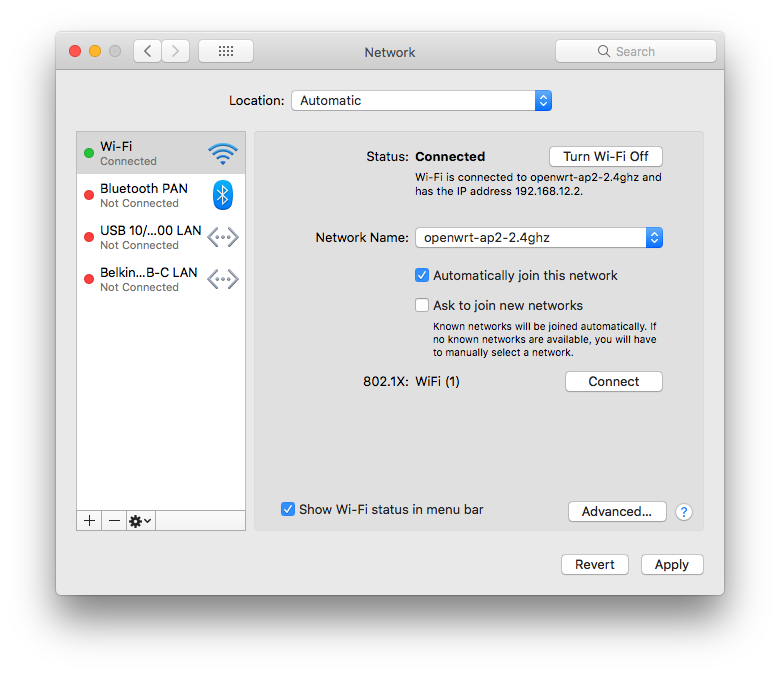 Network
Search
Location: Automatic
Wi-Fi
Connected
Bluetooth PAN
Not Connected
USB 10/...00 LAN
Not Connected
Belkin...B-C LAN
Not Connected
Status: Connected
Turn Wi-Fi Off
Wi-Fi is connected to openwrt-ap2-2.4ghz and
has the IP address 192.168.12.2.
Network Name: openwrt-ap2-2.4ghz
Automatically join this network
Ask to join new networks
Known networks will be joined automatically. If
no known networks are available, you will have
to manually select a network.
802.1X: WiFi (1)
Connect
Show Wi-Fi status in menu bar
Advanced...
?
Revert
Apply